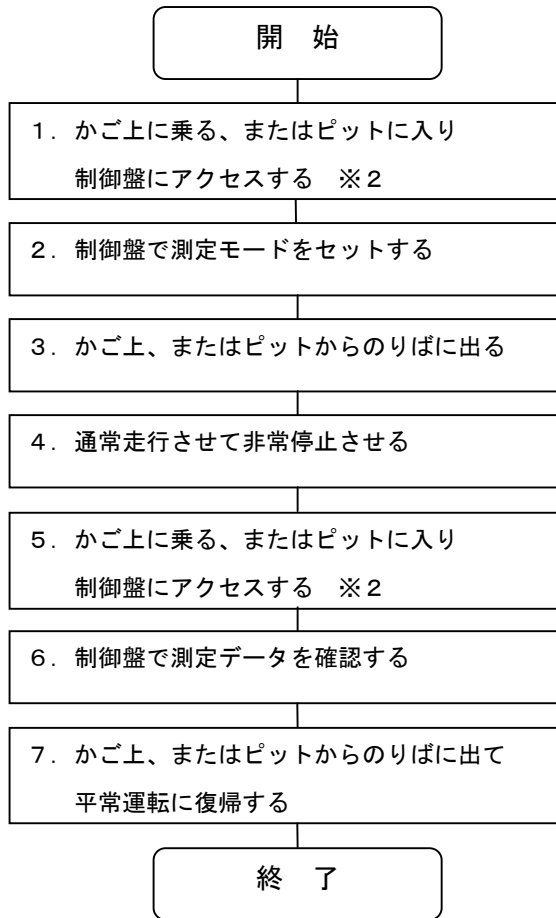 開　始
１．かご上に乗る、またはピットに入り
制御盤にアクセスする　※２
２．制御盤で測定モードをセットする
３．かご上、またはピットからのりばに出る
４．通常走行させて非常停止させる
５．かご上に乗る、またはピットに入り
制御盤にアクセスする　※２
６．制御盤で測定データを確認する
７．かご上、またはピットからのりばに出て
平常運転に復帰する
終　了